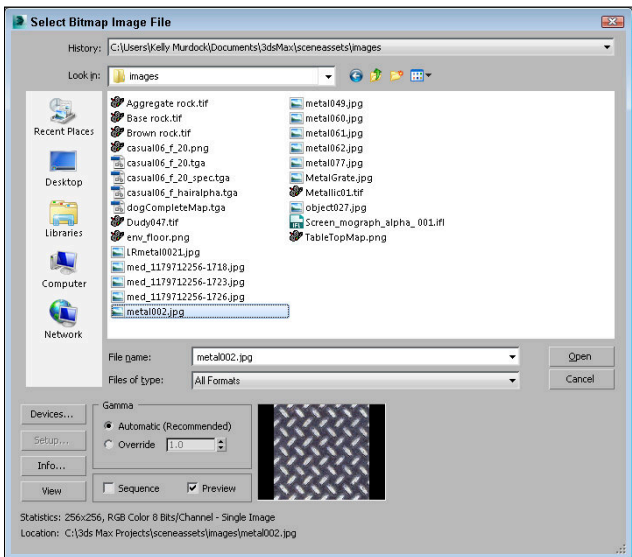 Select Bitmap Image File
History: C:\Users\Kelly Murdock\Documents\3dsMax\sceneassets\images
Look in: images
Recent Places
Desktop
Libraries
Computer
Network
Aggregate rock.tif
Base rock.tif
Brown rock.tif
casual06_f_20.png
casual06_f_20.tga
casual06_f_20_spec.tga
casual06_f_hairalpha.tga
dogCompleteMap.tga
Dudy047.tif
env_floor.png
LRmetal0021.jpg
med_1179712256-1718.jpg
med_1179712256-1723.jpg
med_1179712256-1726.jpg
metal002.jpg
metal049.jpg
metal060.jpg
metal061.jpg
metal062.jpg
metal077.jpg
MetalGrate.jpg
Metallic01.tif
object027.jpg
IFL Screen_mograph_alpha_001.ifl
TableTopMap.png
File name: metal002.jpg Open
Files of type: All Formats Cancel
Devices...
Setup...
Info...
View
Gamma
Automatic (Recommended)
Override 1.0
Sequence Preview
Statistics: 256x256, RGB Color 8 Bits/Channel - Single Image
Location: C:\3ds Max Projects\sceneassets\images\metal002.jpg